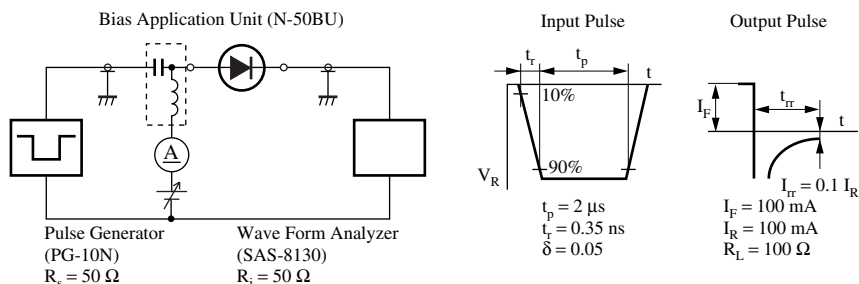 Bias Application Unit (N-50BU)
A
Pulse Generator
(PG-10N)
R_s = 50 Ω
Wave Form Analyzer
(SAS-8130)
R_i = 50 Ω
Input Pulse
t_r
t_p
t
10%
90%
V_R
t_p = 2 μs
t_r = 0.35 ns
δ = 0.05
Output Pulse
I_F
t_rr
t
I_rr = 0.1 I_R
I_F = 100 mA
I_R = 100 mA
R_L = 100 Ω